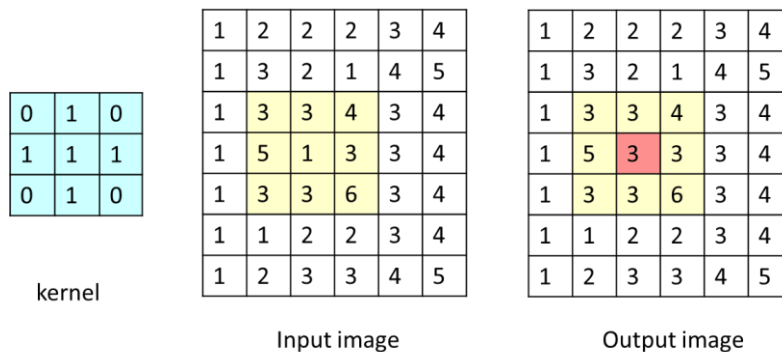 1 2 2 2 3 4
1 3 2 1 4 5
1 3 3 4 3 4
1 5 1 3 3 4
1 3 3 6 3 4
1 1 2 2 3 4
1 2 3 3 4 5
1 2 2 2 3 4
1 3 2 1 4 5
1 3 3 4 3 4
1 5 3 3 3 4
1 3 3 6 3 4
1 1 2 2 3 4
1 2 3 3 4 5
0 1 0
1 1 1
0 1 0
kernel
Input image
Output image